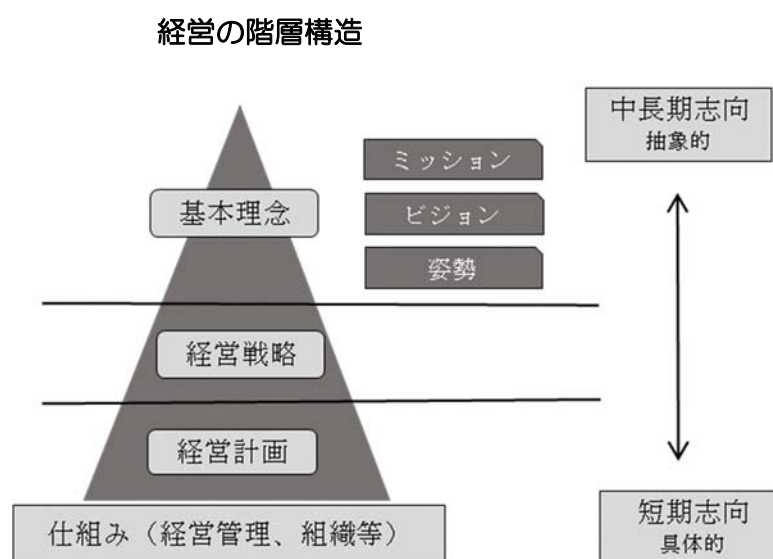 経営の階層構造
中長期志向
抽象的
ミッション
基本理念
ビジョン
姿勢
経営戦略
経営計画
仕組み（経営管理、組織等）
短期志向
具体的